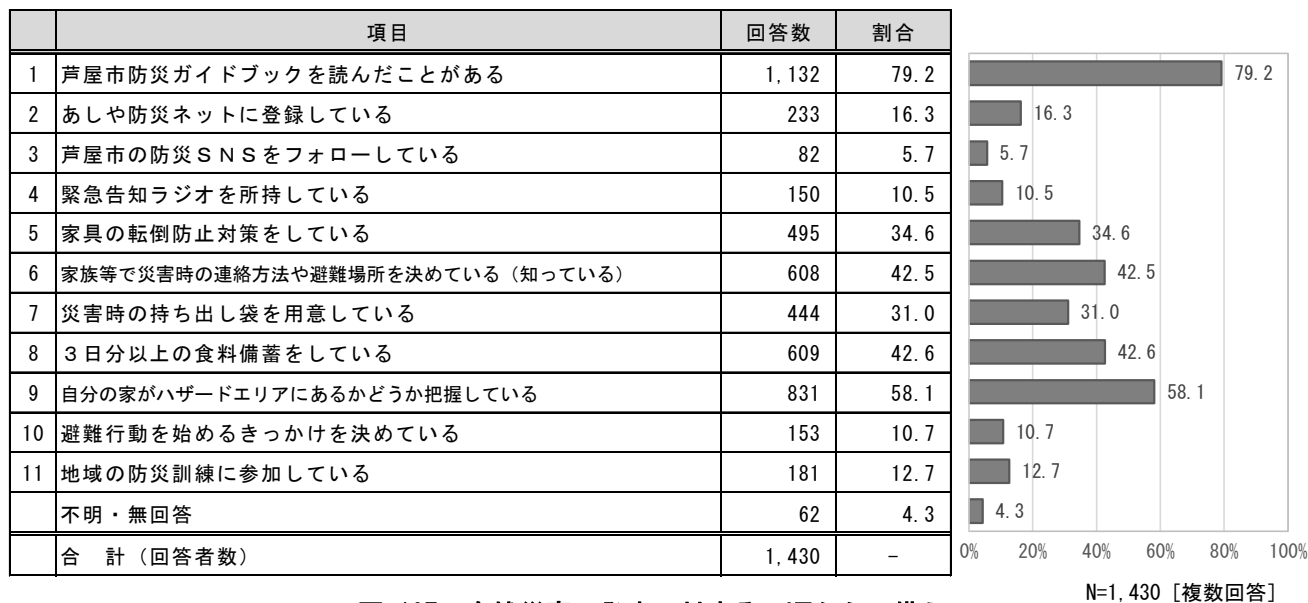 項目 回答数 割合
1 芦屋市防災ガイドブックを読んだことがある 1,132 79.2
2 あしや防災ネットに登録している 233 16.3
3 芦屋市の防災ＳＮＳをフォローしている 82 5.7
4 緊急告知ラジオを所持している 150 10.5
5 家具の転倒防止対策をしている 495 34.6
6 家族等で災害時の連絡方法や避難場所を決めている（知っている） 608 42.5
7 災害時の持ち出し袋を用意している 444 31.0
8 ３日分以上の食料備蓄をしている 609 42.6
9 自分の家がハザードエリアにあるかどうか把握している 831 58.1
10 避難行動を始めるきっかけを決めている 153 10.7
11 地域の防災訓練に参加している 181 12.7
不明・無回答 62 4.3
合　計（回答者数） 1,430 －
79.2
16.3
5.7
10.5
34.6
42.5
31.0
42.6
58.1
10.7
12.7
4.3
0% 20% 40% 60% 80% 100%
N=1,430［複数回答］